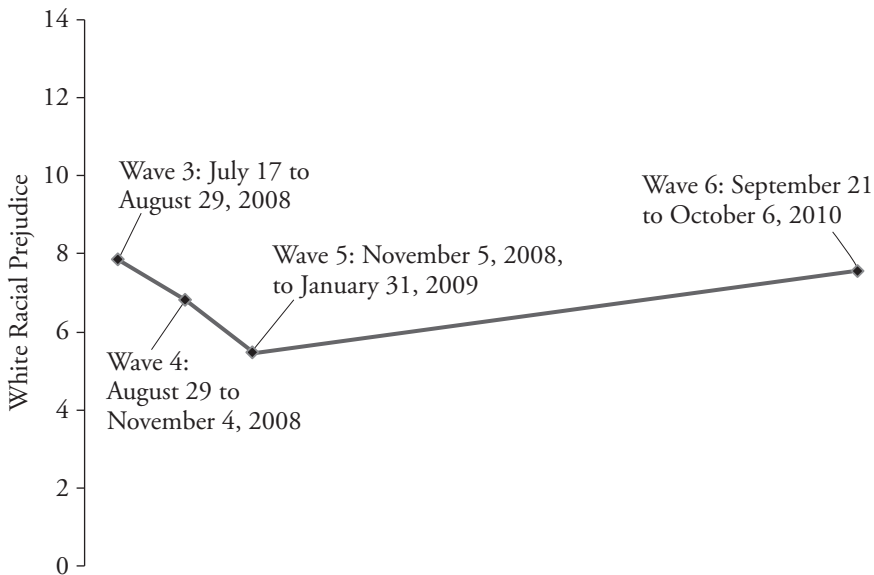 14
12
10
8
6
4
2
0
White Racial Prejudice
Wave 3: July 17 to
August 29, 2008
Wave 4:
August 29 to
November 4, 2008
Wave 5: November 5, 2008,
to January 31, 2009
Wave 6: September 21
to October 6, 2010